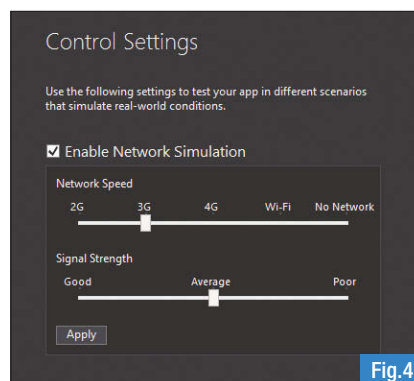 Control Settings
Use the following settings to test your app in different scenarios
that simulate real-world conditions.
Enable Network Simulation
Network Speed
2G 3G 4G Wi-Fi No Network
Signal Strength
Good Average Poor
Apply
Fig.4